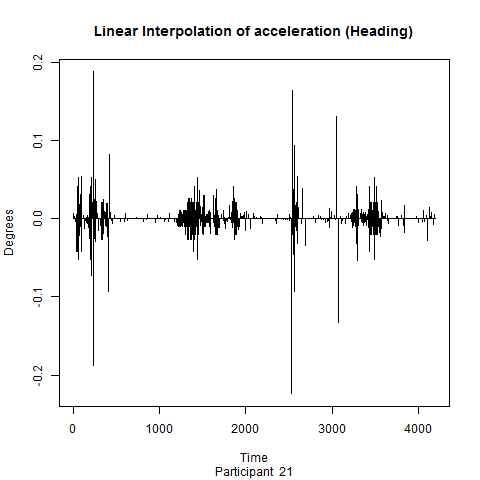 Linear Interpolation of acceleration (Heading)
0.2
0.1
0.0
-0.1
-0.2
Degrees
0 1000 2000 3000 4000
Time
Participant 21